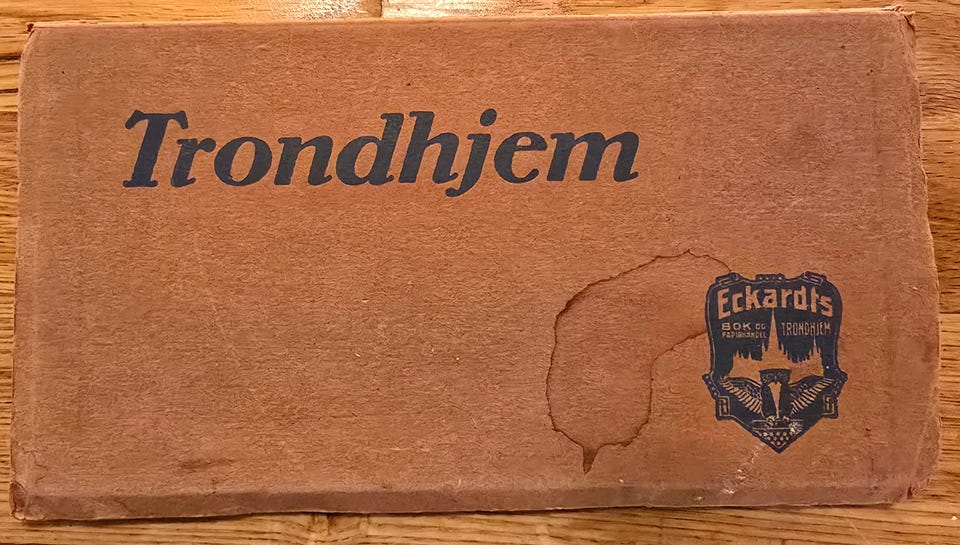 Trondhjem
Eckardts
BOK OG TRONDHJEM
PAPIRHANDEL